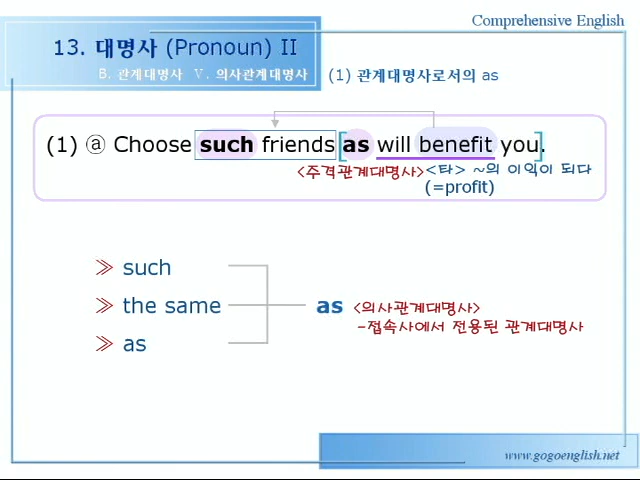 Comprehensive English
13. 대명사 (Pronoun) II
B. 관계대명사 V. 의사관계대명사
(1) 관계대명사로서의 as
(1) ⓐ Choose such friends [as will benefit you].
<주격관계대명사> <타> ~의 이익이 되다
(=profit)
≫ such
≫ the same
≫ as
as <의사관계대명사>
-접속사에서 전용된 관계대명사
www.gogoenglish.net